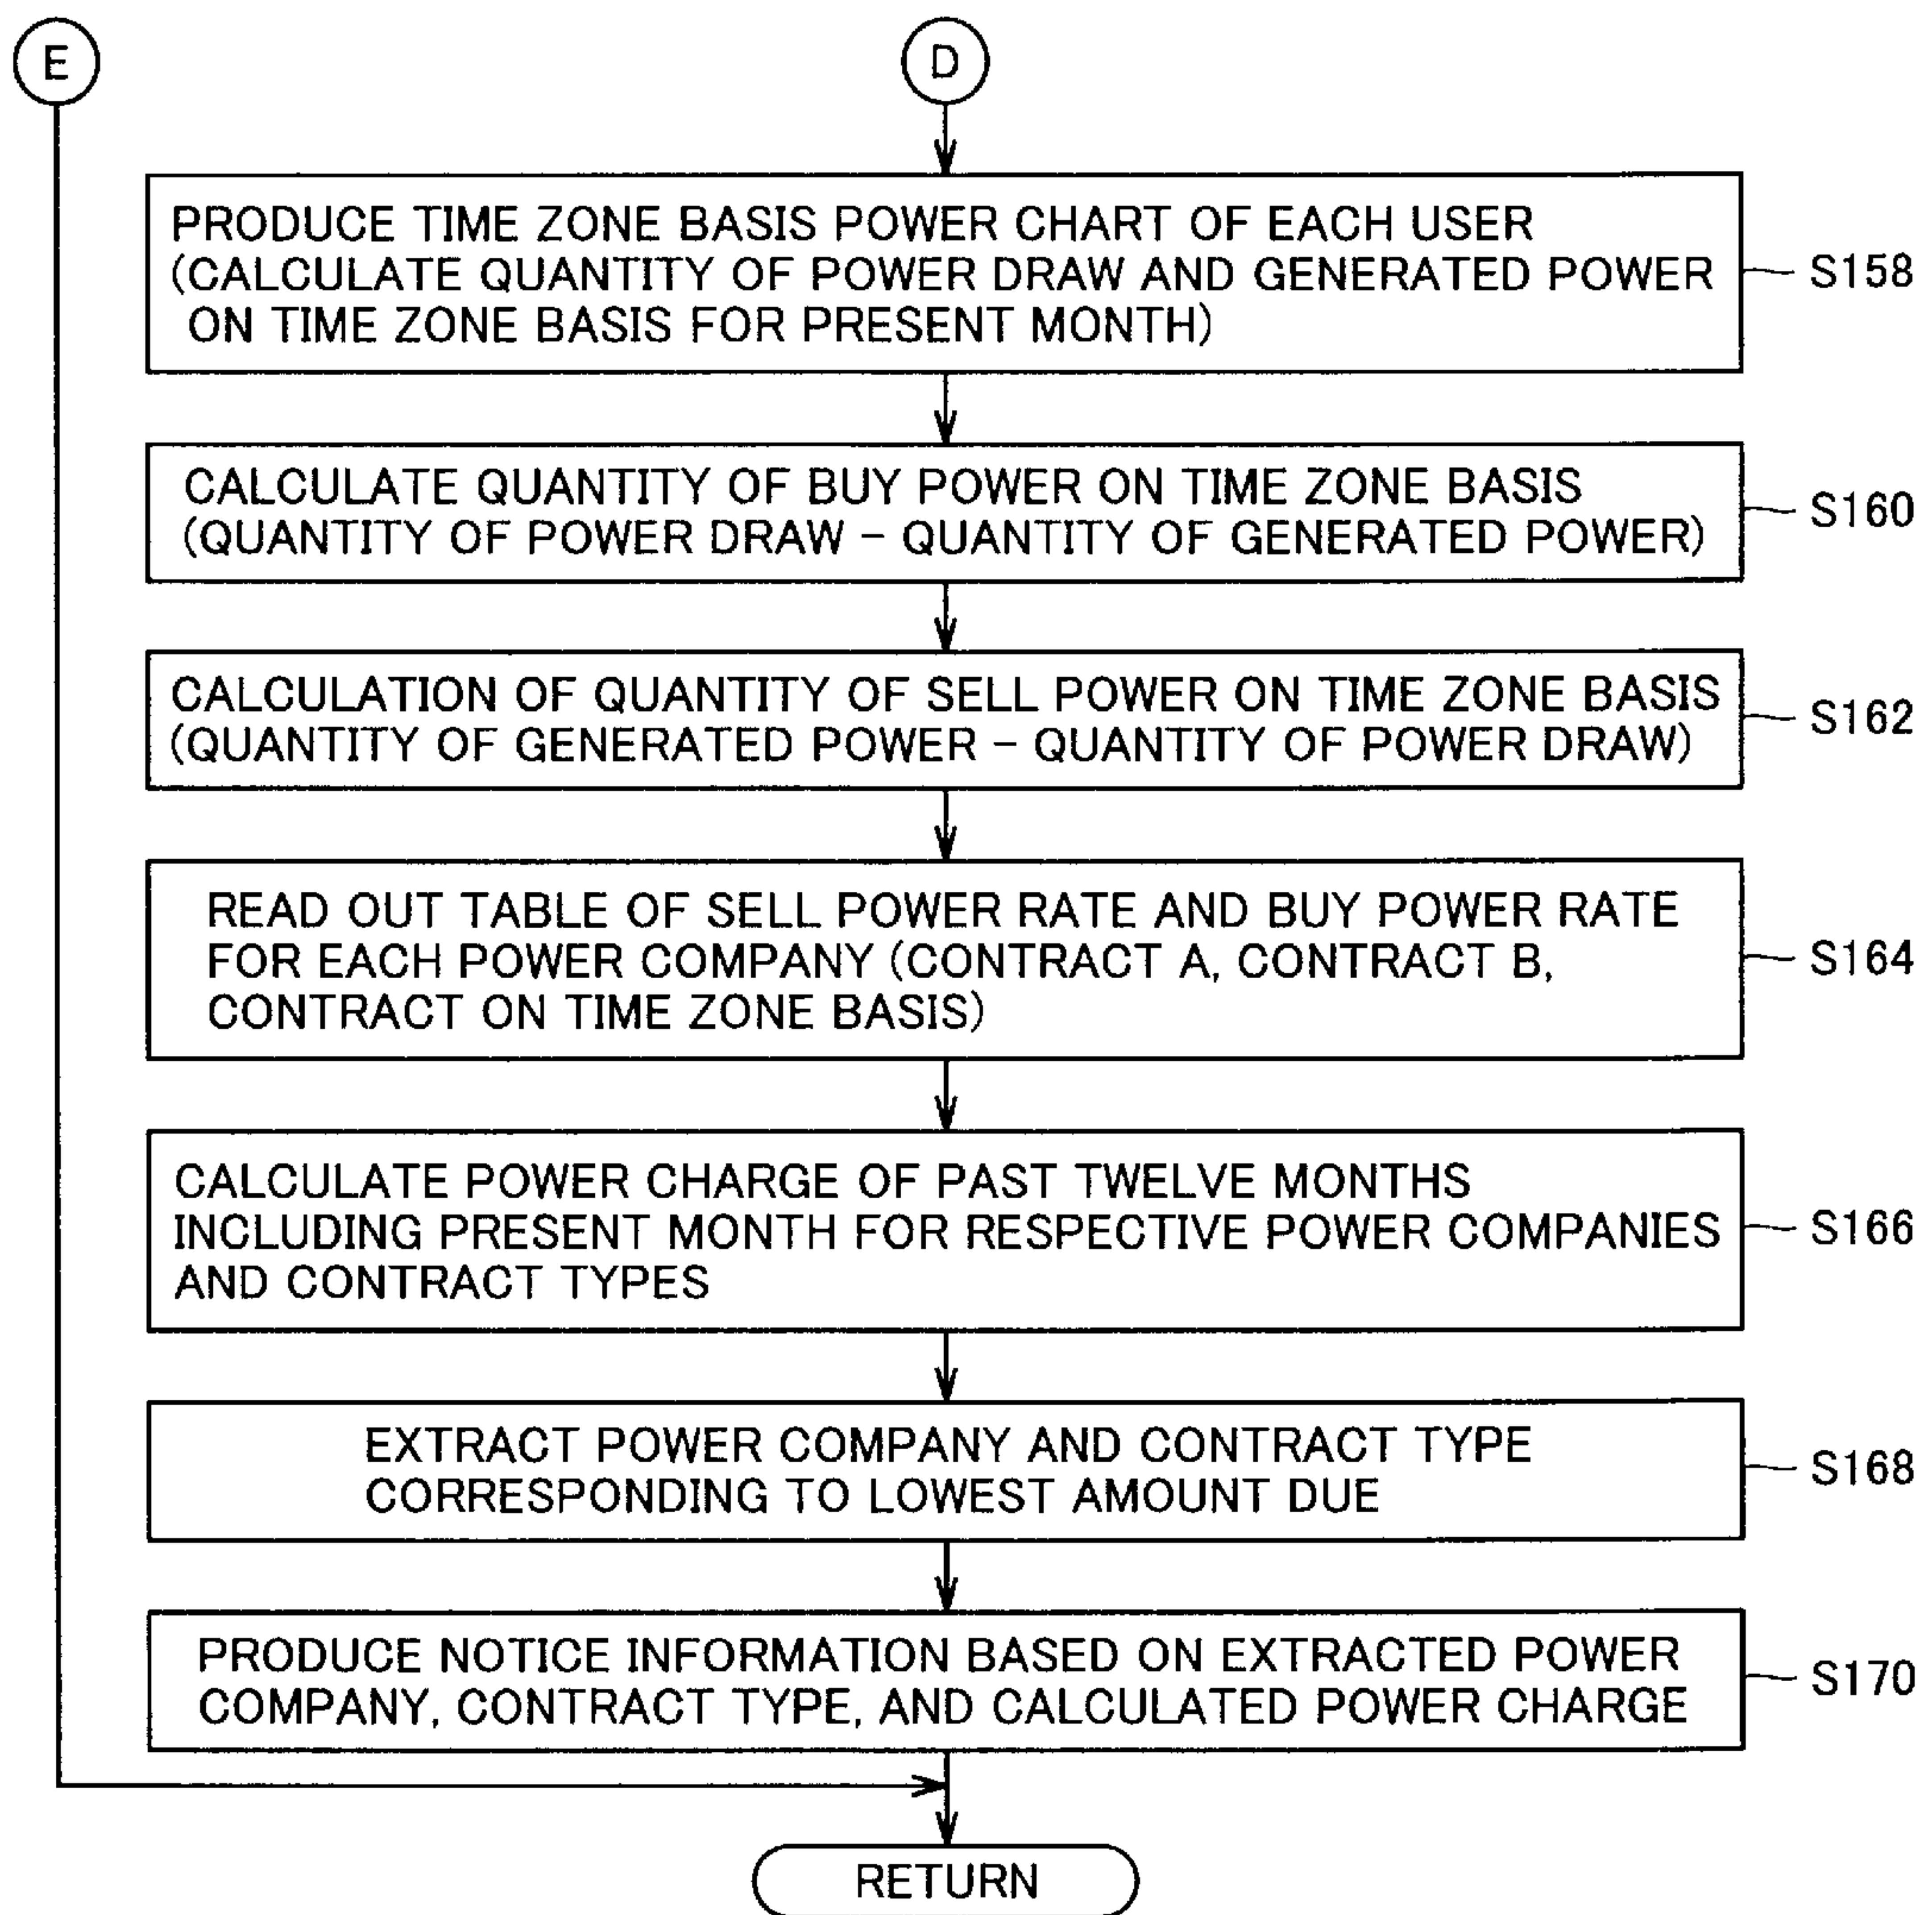 E
D
PRODUCE TIME ZONE BASIS POWER CHART OF EACH USER
(CALCULATE QUANTITY OF POWER DRAW AND GENERATED POWER
ON TIME ZONE BASIS FOR PRESENT MONTH)
S158
CALCULATE QUANTITY OF BUY POWER ON TIME ZONE BASIS
(QUANTITY OF POWER DRAW – QUANTITY OF GENERATED POWER)
S160
CALCULATION OF QUANTITY OF SELL POWER ON TIME ZONE BASIS
(QUANTITY OF GENERATED POWER – QUANTITY OF POWER DRAW)
S162
READ OUT TABLE OF SELL POWER RATE AND BUY POWER RATE
FOR EACH POWER COMPANY (CONTRACT A, CONTRACT B,
CONTRACT ON TIME ZONE BASIS)
S164
CALCULATE POWER CHARGE OF PAST TWELVE MONTHS
INCLUDING PRESENT MONTH FOR RESPECTIVE POWER COMPANIES
AND CONTRACT TYPES
S166
EXTRACT POWER COMPANY AND CONTRACT TYPE
CORRESPONDING TO LOWEST AMOUNT DUE
S168
PRODUCE NOTICE INFORMATION BASED ON EXTRACTED POWER
COMPANY, CONTRACT TYPE, AND CALCULATED POWER CHARGE
S170
RETURN